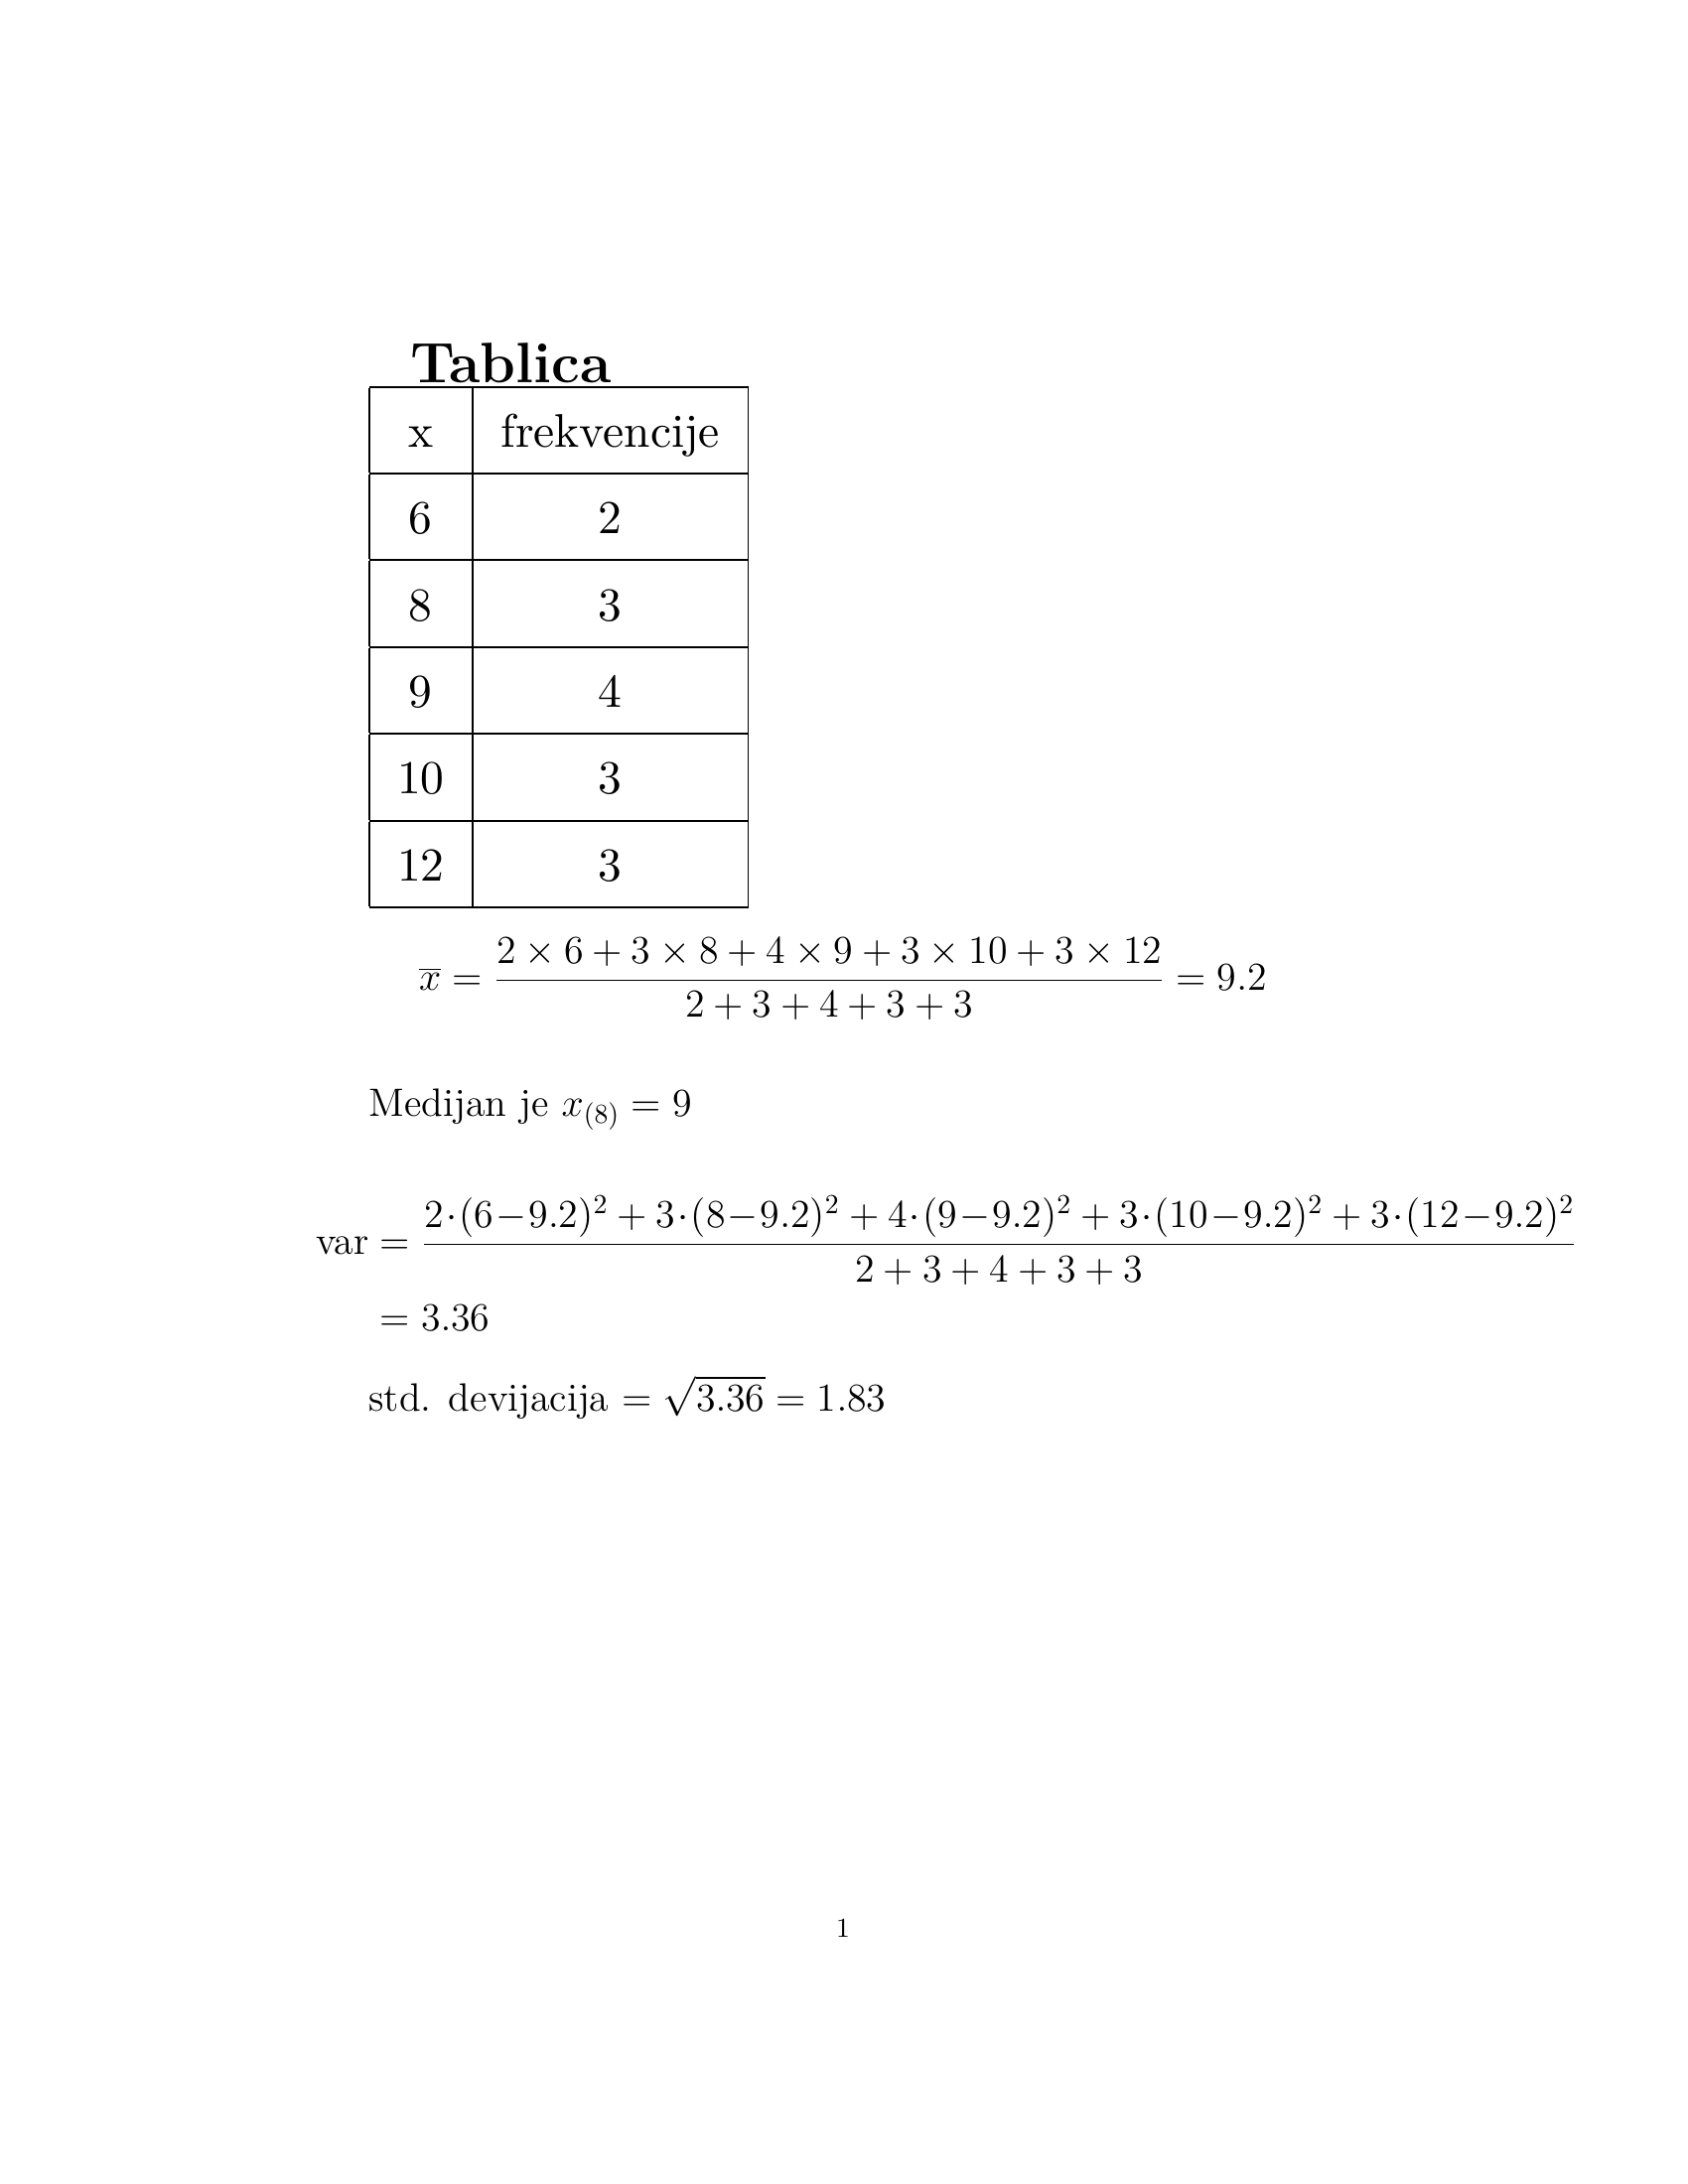 Tablica
x frekvencije
6 2
8 3
9 4
10 3
12 3
$\overline{x} = \frac{2 \times 6 + 3 \times 8 + 4 \times 9 + 3 \times 10 + 3 \times 12}{2 + 3 + 4 + 3 + 3} = 9.2$
Medijan je $x_{(8)} = 9$
var $= \frac{2 \cdot (6 - 9.2)^2 + 3 \cdot (8 - 9.2)^2 + 4 \cdot (9 - 9.2)^2 + 3 \cdot (10 - 9.2)^2 + 3 \cdot (12 - 9.2)^2}{2 + 3 + 4 + 3 + 3}$
$= 3.36$
std. devijacija $= \sqrt{3.36} = 1.83$
1